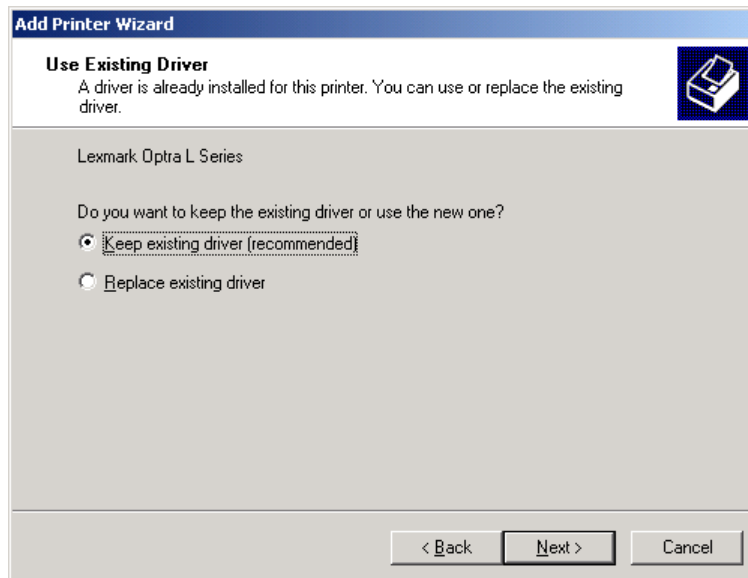 Add Printer Wizard
Use Existing Driver
A driver is already installed for this printer. You can use or replace the existing
driver.
Lexmark Optra L Series
Do you want to keep the existing driver or use the new one?
Keep existing driver (recommended)
Replace existing driver
< Back Next > Cancel